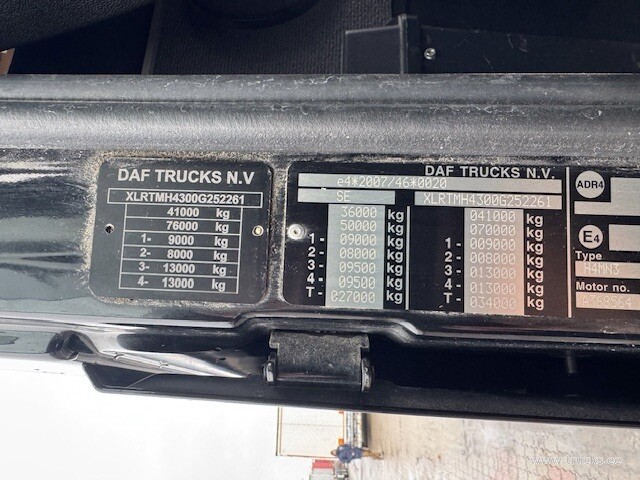 DAF TRUCKS N.V
XLRTMH4300G252261
41000 kg
76000 kg
1- 9000 kg
2- 8000 kg
3- 13000 kg
4- 13000 kg
DAF TRUCKS N.V.
e4*2007/46*0020
SE XLRTMH4300G252261
36000 kg 041000 kg
50000 kg 070000 kg
1 - 09000 kg 1 - 009000 kg
2 - 08000 kg 2 - 008000 kg
3 - 09500 kg 3 - 013000 kg
4 - 09500 kg 4 - 013000 kg
T - 027000 kg T - 034000 kg
ADR4
E4
Type
H4MN3
Motor no.